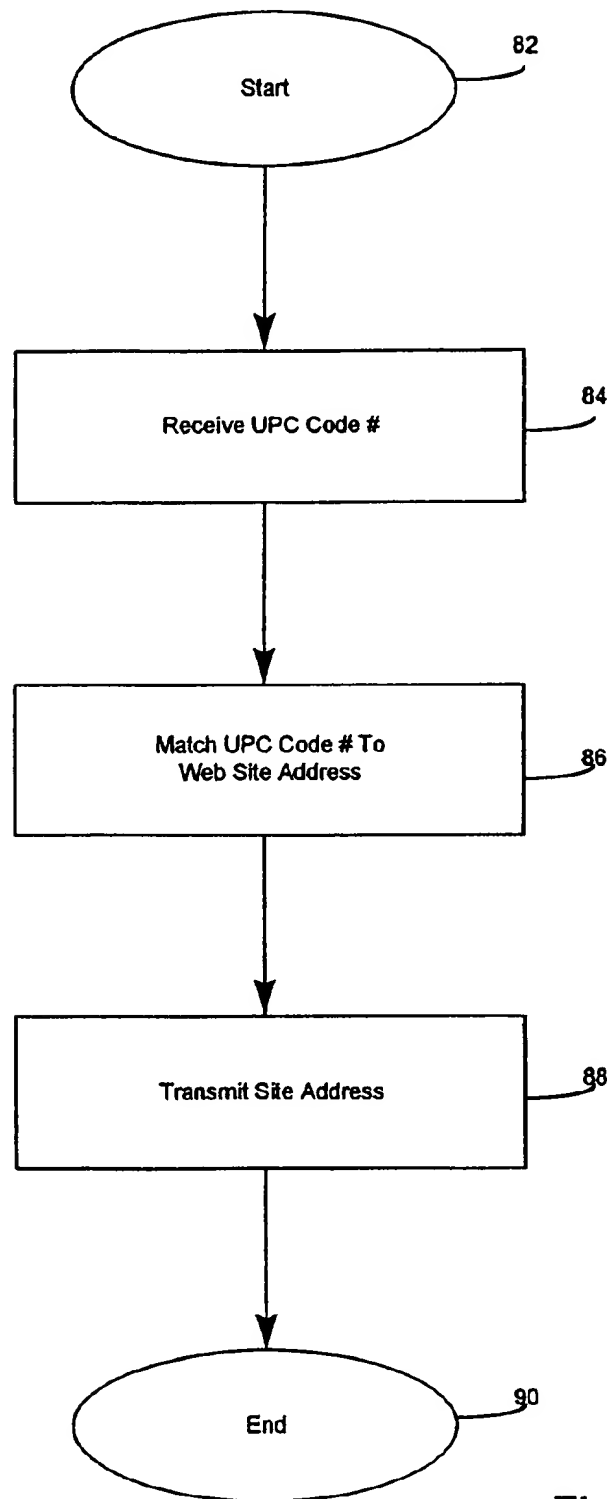 82
Start
84
Receive UPC Code #
Match UPC Code # To
Web Site Address
86
Transmit Site Address
88
90
End